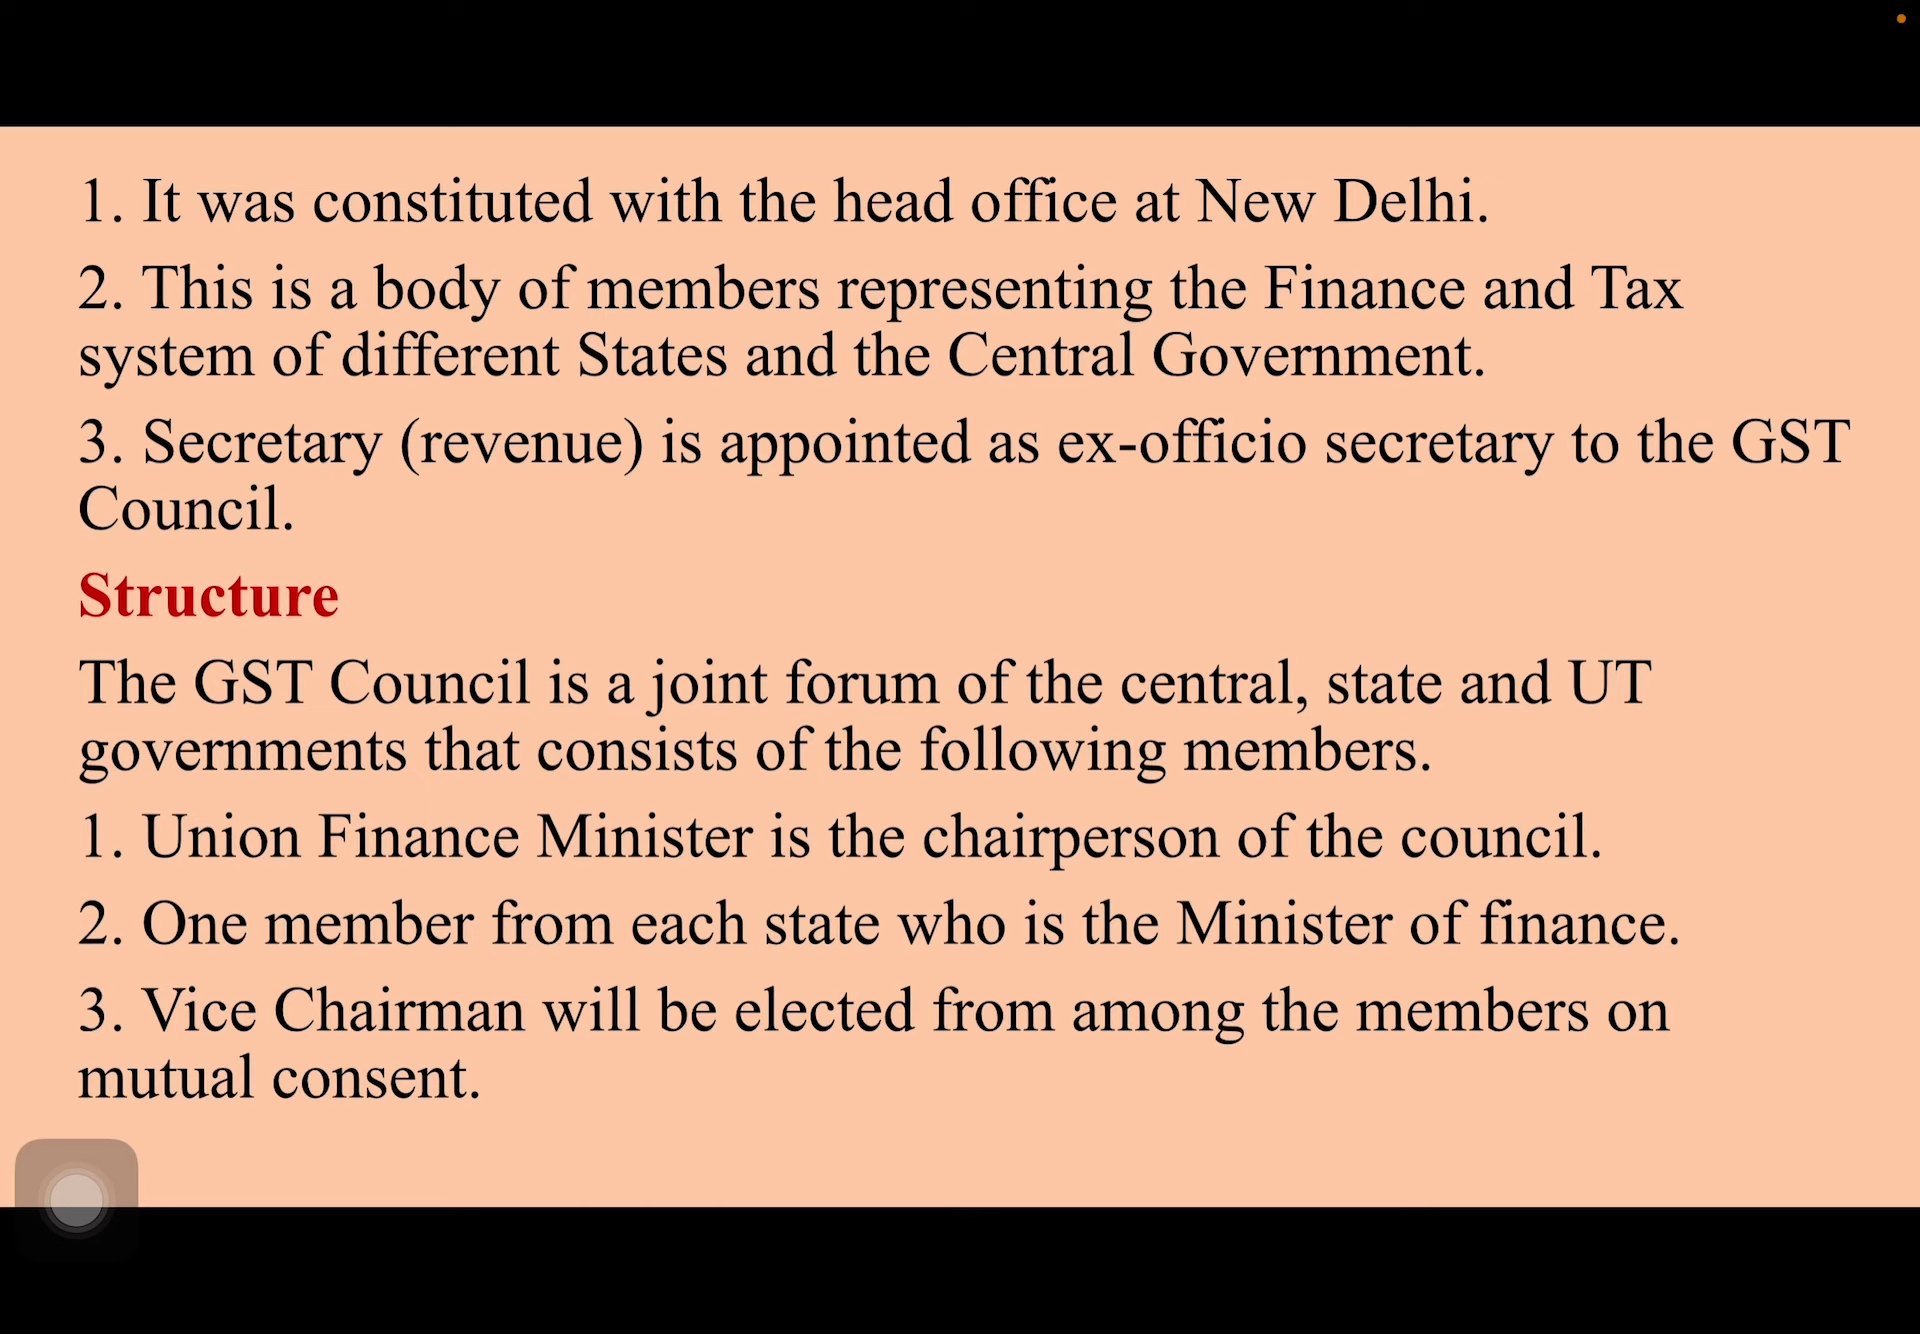 1. It was constituted with the head office at New Delhi.
2. This is a body of members representing the Finance and Tax
system of different States and the Central Government.
3. Secretary (revenue) is appointed as ex-officio secretary to the GST
Council.
Structure
The GST Council is a joint forum of the central, state and UT
governments that consists of the following members.
1. Union Finance Minister is the chairperson of the council.
2. One member from each state who is the Minister of finance.
3. Vice Chairman will be elected from among the members on
mutual consent.